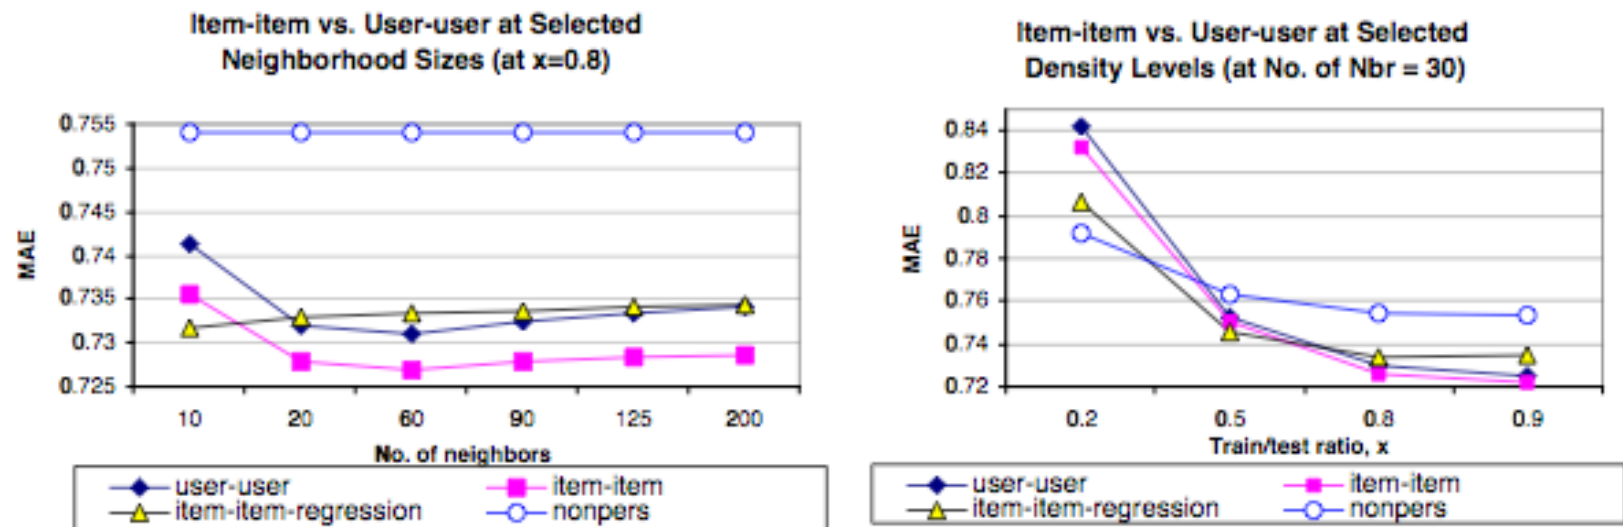 Item-item vs. User-user at Selected
Neighborhood Sizes (at x=0.8)
0.755
0.75
0.745
0.74
0.735
0.73
0.725
MAE
10 20 60 90 125 200
No. of neighbors
user-user item-item
item-item-regression nonpers
Item-item vs. User-user at Selected
Density Levels (at No. of Nbr = 30)
0.84
0.82
0.8
0.78
0.76
0.74
0.72
MAE
0.2 0.5 0.8 0.9
Train/test ratio, x
user-user item-item
item-item-regression nonpers